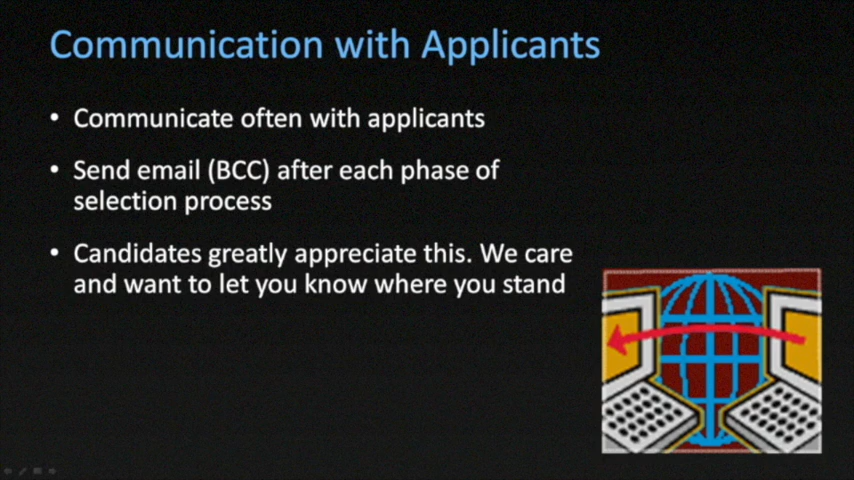 Communication with Applicants
• Communicate often with applicants
• Send email (BCC) after each phase of
selection process
• Candidates greatly appreciate this. We care
and want to let you know where you stand